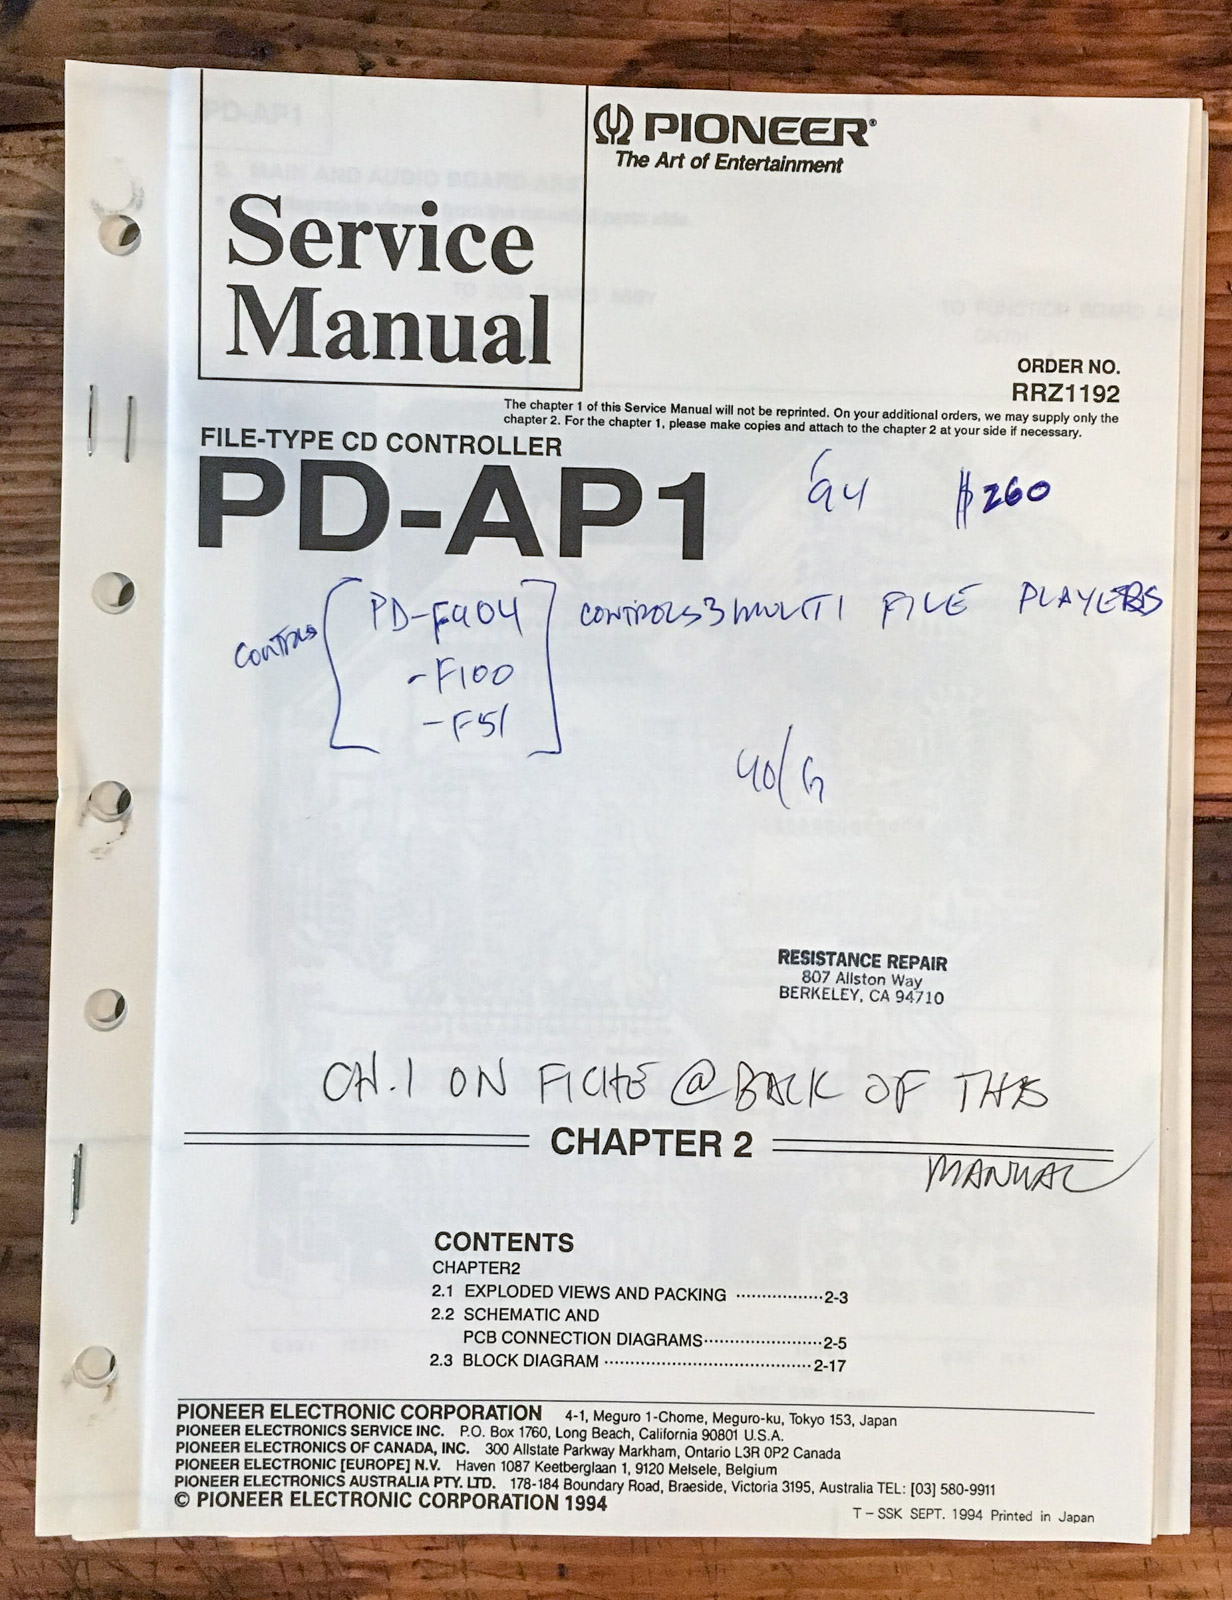 PIONEER®
The Art of Entertainment
Service
Manual
ORDER NO.
RRZ1192
The chapter 1 of this Service Manual will not be reprinted. On your additional orders, we may supply only the
chapter 2. For the chapter 1, please make copies and attach to the chapter 2 at your side if necessary.
FILE-TYPE CD CONTROLLER
PD-AP1
94 $260
CONTROLS PD-F904 CONTROLS 3 MULTI FILE PLAYERS
-F100
-F51
40/
RESISTANCE REPAIR
807 Allston Way
BERKELEY, CA 94710
CH.1 ON FICHE @ BACK OF THIS
MANUAL
CHAPTER 2
CONTENTS
CHAPTER2
2.1 EXPLODED VIEWS AND PACKING ·················2-3
2.2 SCHEMATIC AND
PCB CONNECTION DIAGRAMS·······················2-5
2.3 BLOCK DIAGRAM ·········································2-17
PIONEER ELECTRONIC CORPORATION 4-1, Meguro 1-Chome, Meguro-ku, Tokyo 153, Japan
PIONEER ELECTRONICS SERVICE INC. P.O. Box 1760, Long Beach, California 90801 U.S.A.
PIONEER ELECTRONICS OF CANADA, INC. 300 Allstate Parkway Markham, Ontario L3R 0P2 Canada
PIONEER ELECTRONIC [EUROPE] N.V. Haven 1087 Keetberglaan 1, 9120 Melsele, Belgium
PIONEER ELECTRONICS AUSTRALIA PTY. LTD. 178-184 Boundary Road, Braeside, Victoria 3195, Australia TEL: [03] 580-9911
© PIONEER ELECTRONIC CORPORATION 1994
T – SSK SEPT. 1994 Printed in Japan